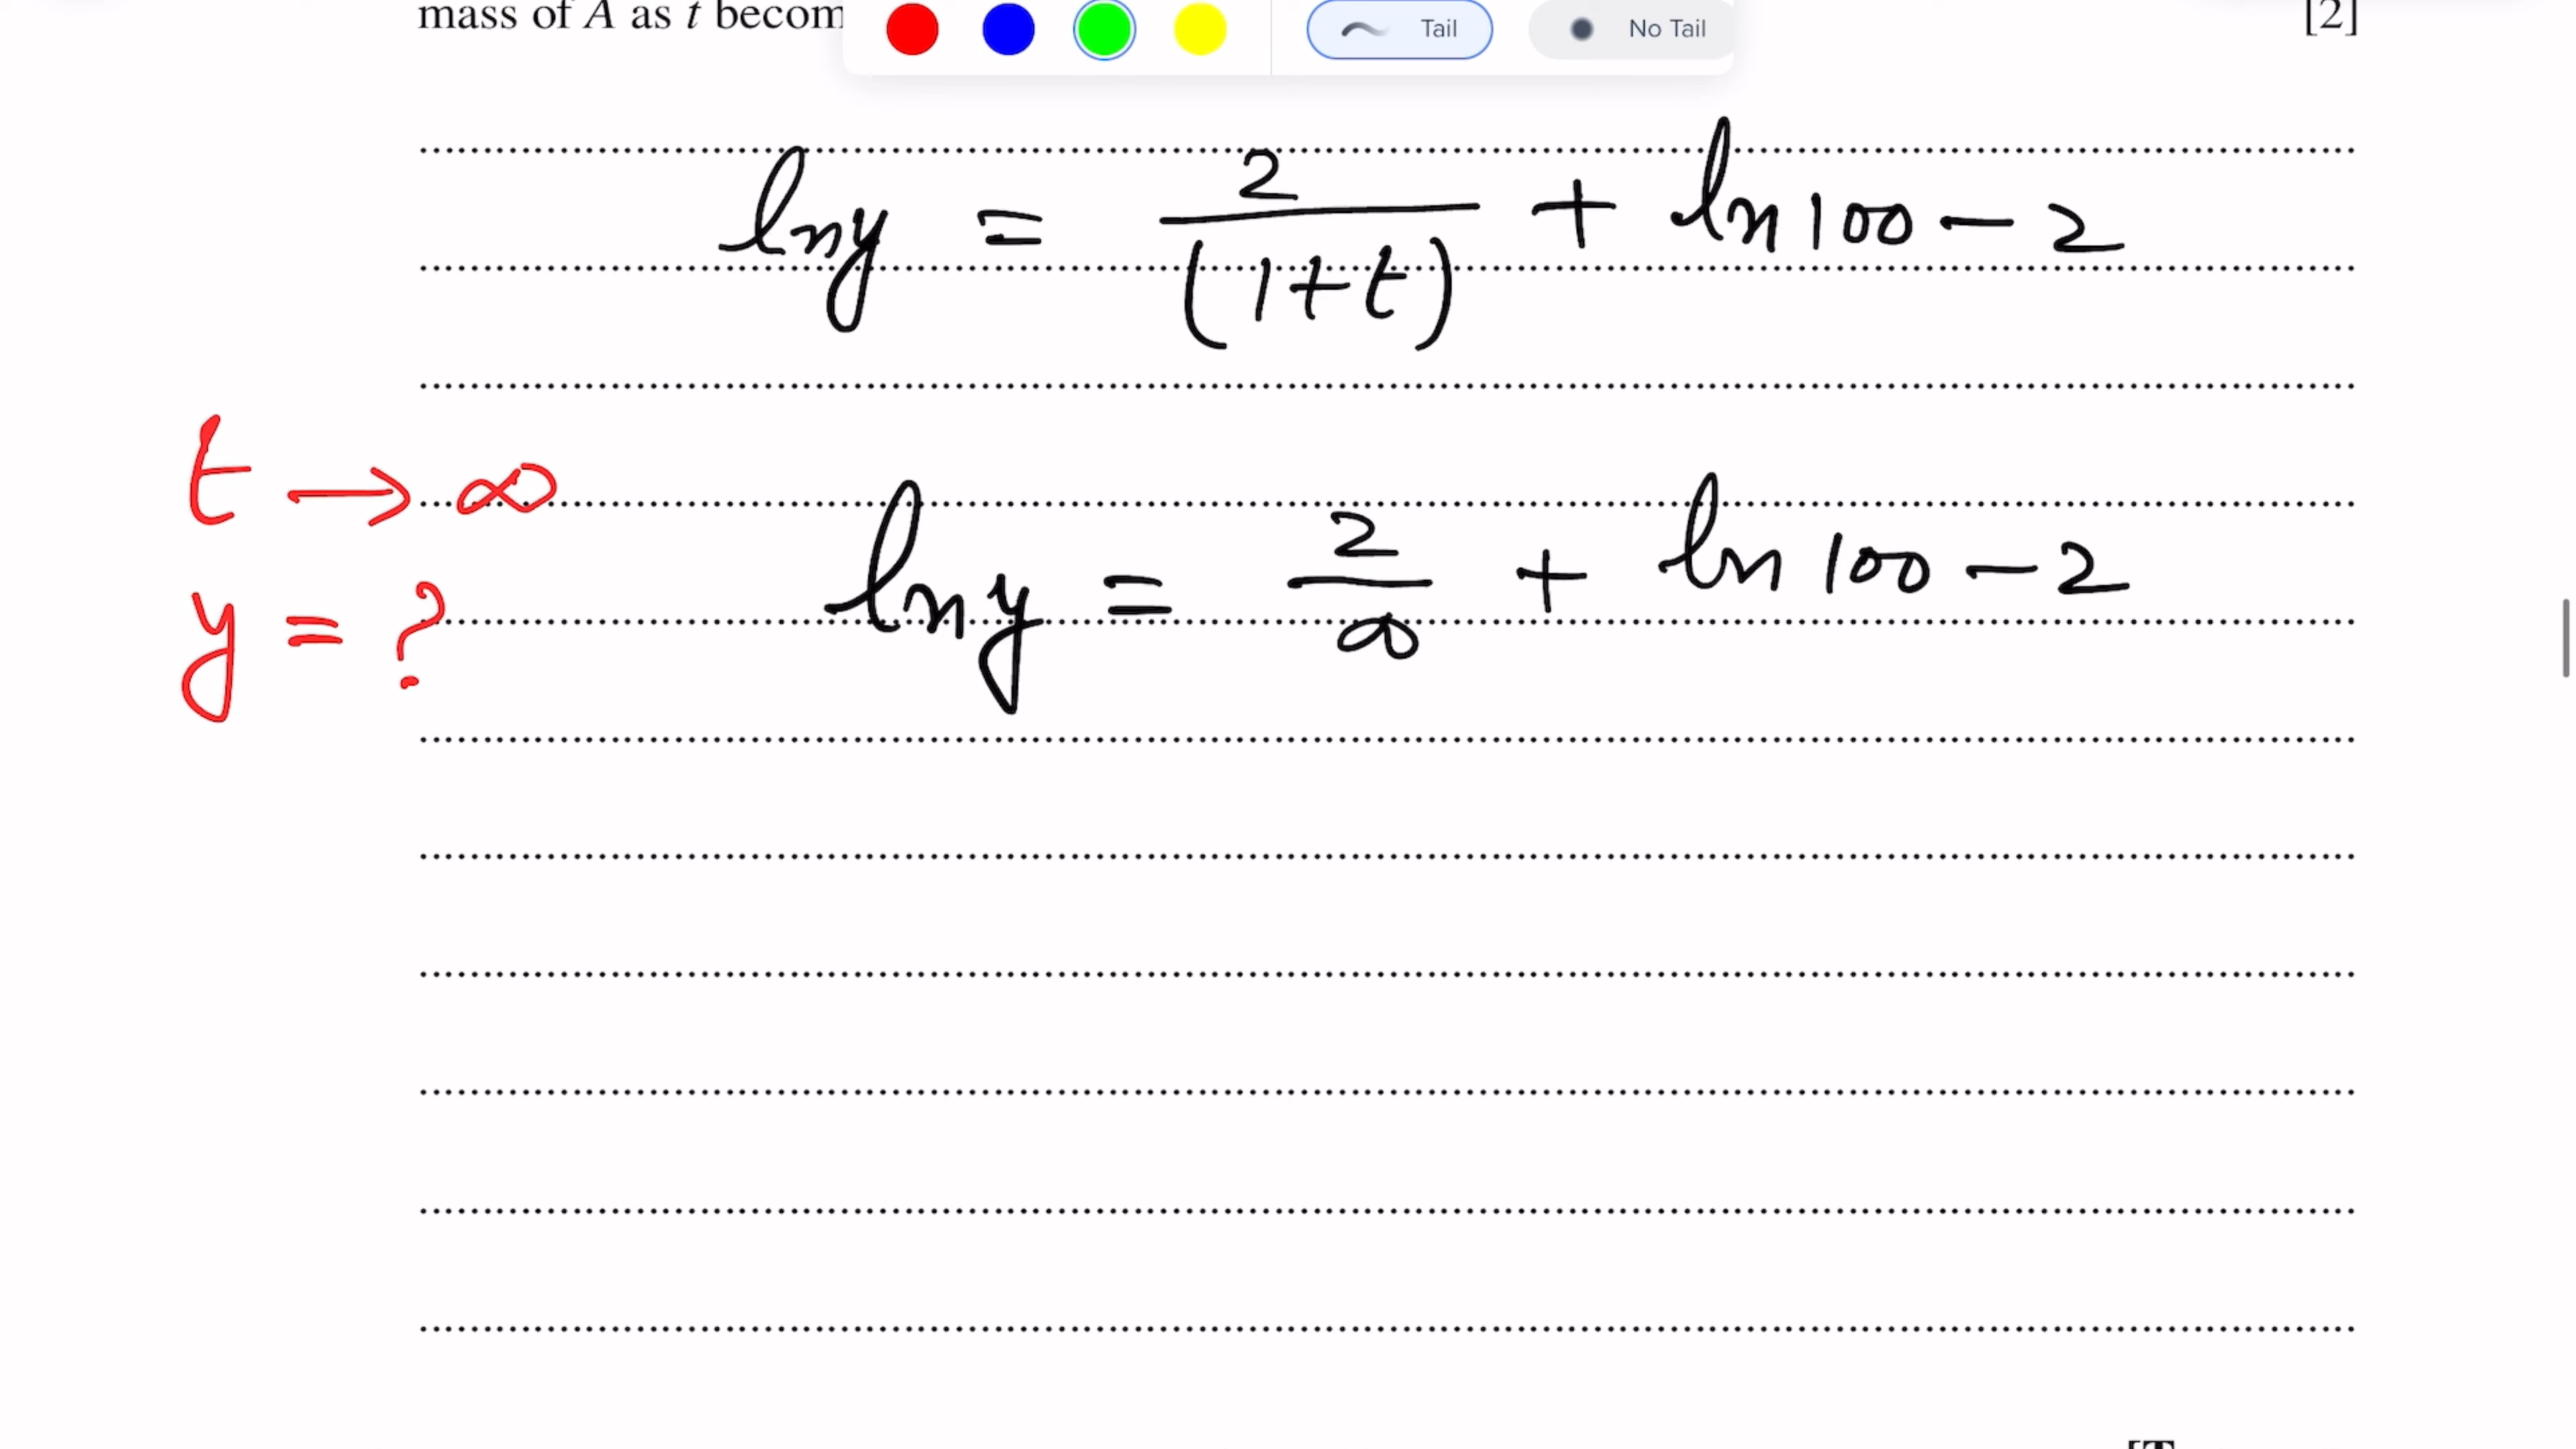 mass of A as t becom
Tail
No Tail
[2]
ln y = 2/(1+t) + ln 100 - 2
t → ∞
y = ?
ln y = 2/∞ + ln 100 - 2